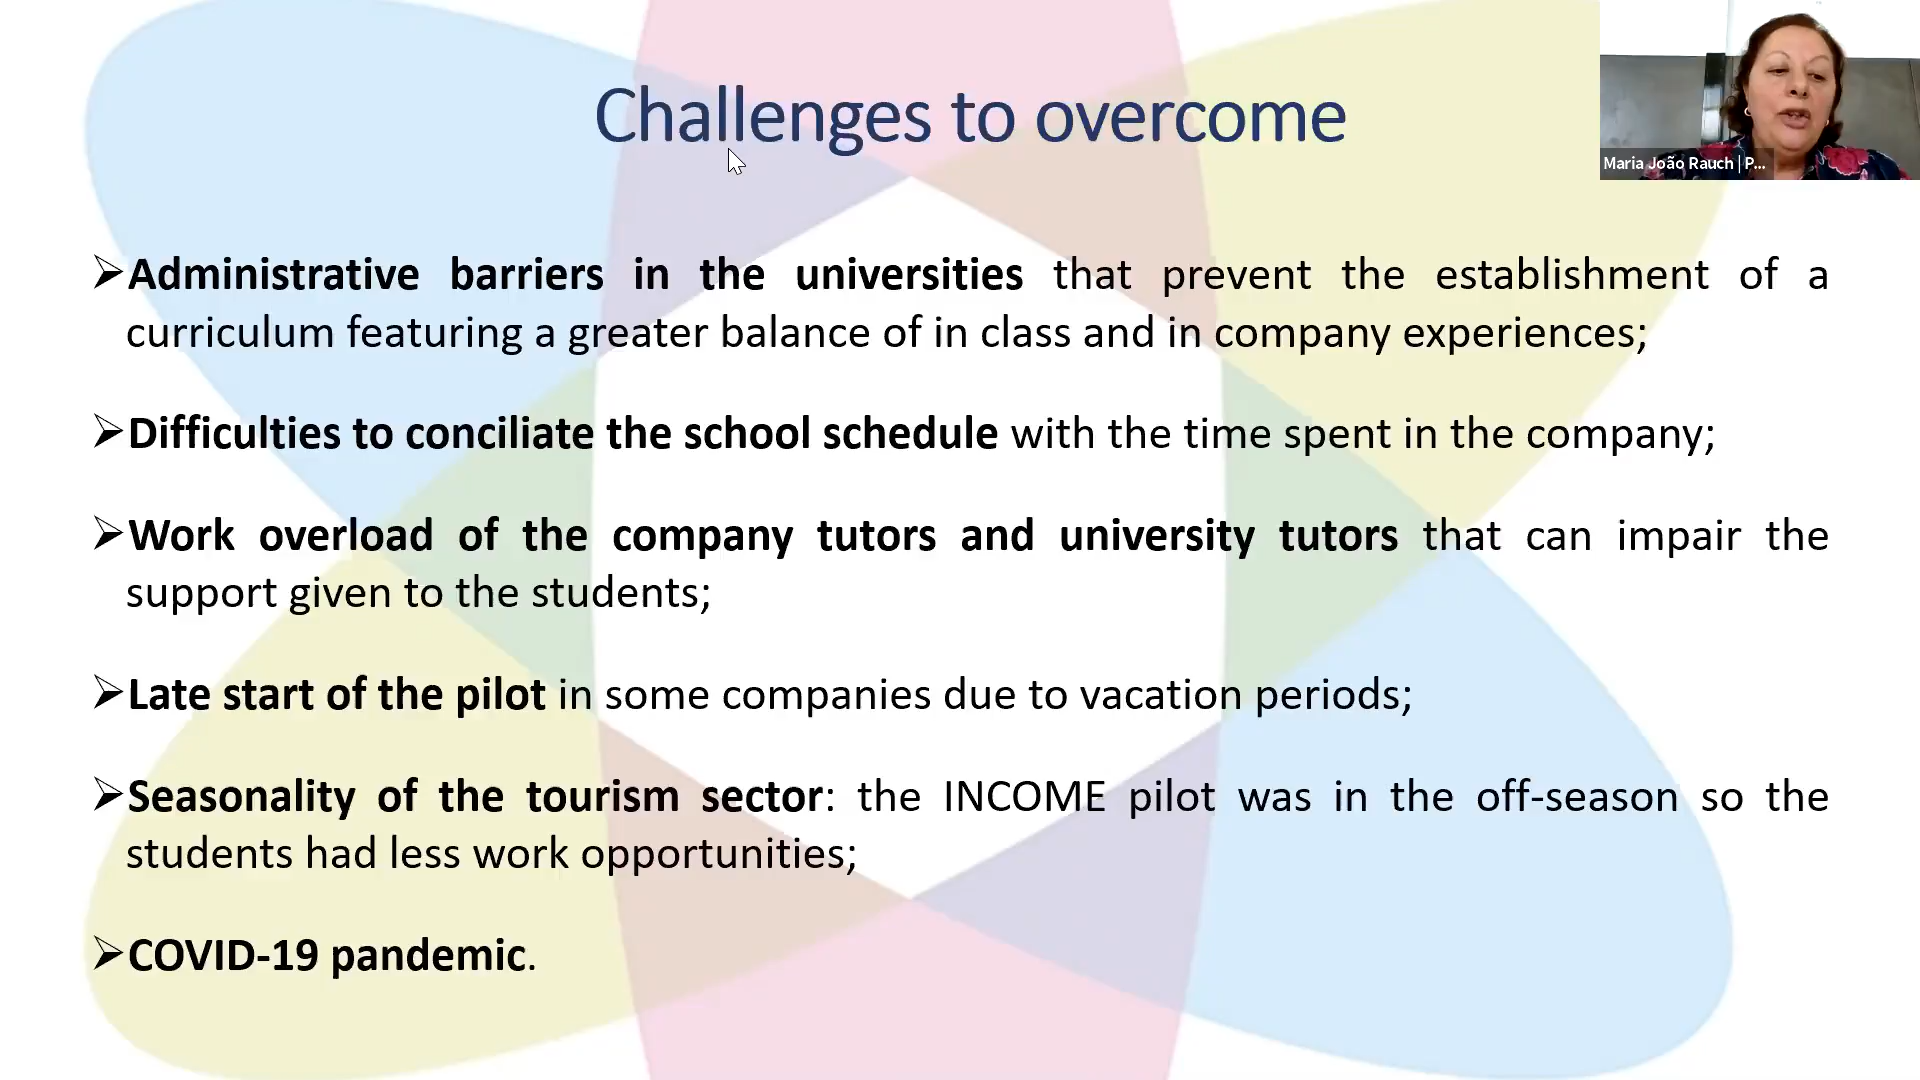 Challenges to overcome
Maria João Rauch | P...
➢Administrative barriers in the universities that prevent the establishment of a
curriculum featuring a greater balance of in class and in company experiences;
➢Difficulties to conciliate the school schedule with the time spent in the company;
➢Work overload of the company tutors and university tutors that can impair the
support given to the students;
➢Late start of the pilot in some companies due to vacation periods;
➢Seasonality of the tourism sector: the INCOME pilot was in the off-season so the
students had less work opportunities;
➢COVID-19 pandemic.